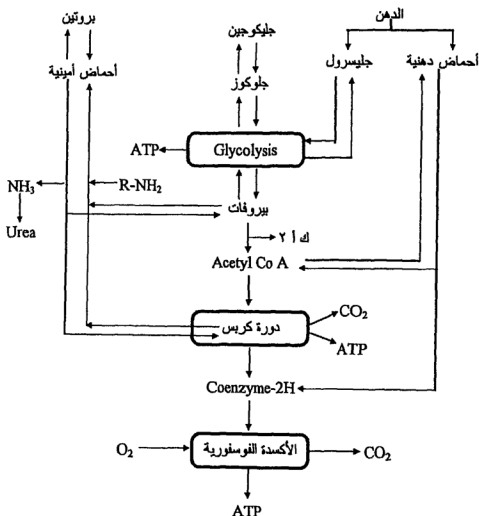 الدهن
بروتين
جليكوجين
أحماض أمينية
جلوكوز
جليسرول
أحماض دهنية
ATP
Glycolysis
NH₃
R-NH₂
بيروفات
Urea
ك أ ٢
Acetyl Co A
دورة كربس
CO₂
ATP
Coenzyme-2H
O₂
الأكسدة الفوسفورية
CO₂
ATP